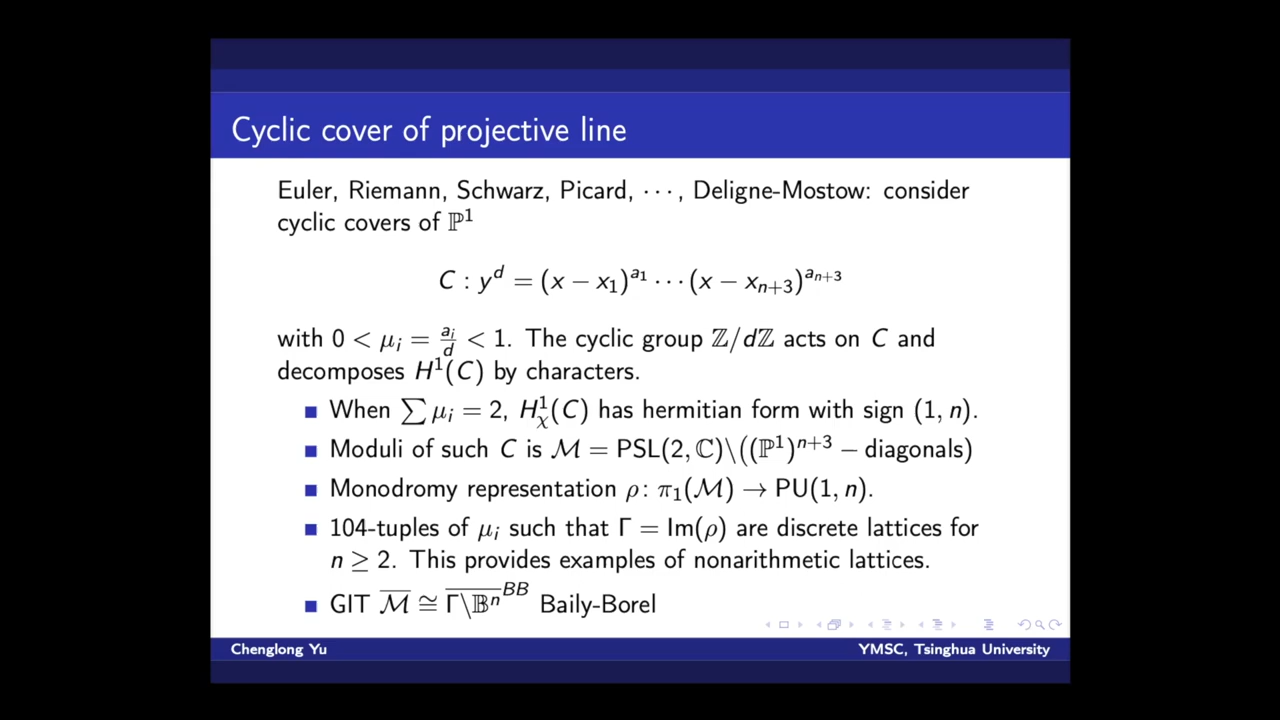 Cyclic cover of projective line
Euler, Riemann, Schwarz, Picard, ⋯, Deligne-Mostow: consider
cyclic covers of ℙ¹
C : y^d = (x − x₁)^{a₁} ⋯ (x − x_{n+3})^{a_{n+3}}
with 0 < μᵢ = aᵢ/d < 1. The cyclic group ℤ/dℤ acts on C and
decomposes H¹(C) by characters.
■ When ∑ μᵢ = 2, H¹_χ(C) has hermitian form with sign (1, n).
■ Moduli of such C is ℳ = PSL(2, ℂ)\((ℙ¹)^{n+3} − diagonals)
■ Monodromy representation ρ: π₁(ℳ) → PU(1, n).
■ 104-tuples of μᵢ such that Γ = Im(ρ) are discrete lattices for
n ≥ 2. This provides examples of nonarithmetic lattices.
■ GIT \overline{ℳ} ≅ \overline{Γ\𝔹ⁿ}^{BB} Baily-Borel
Chenglong Yu
YMSC, Tsinghua University